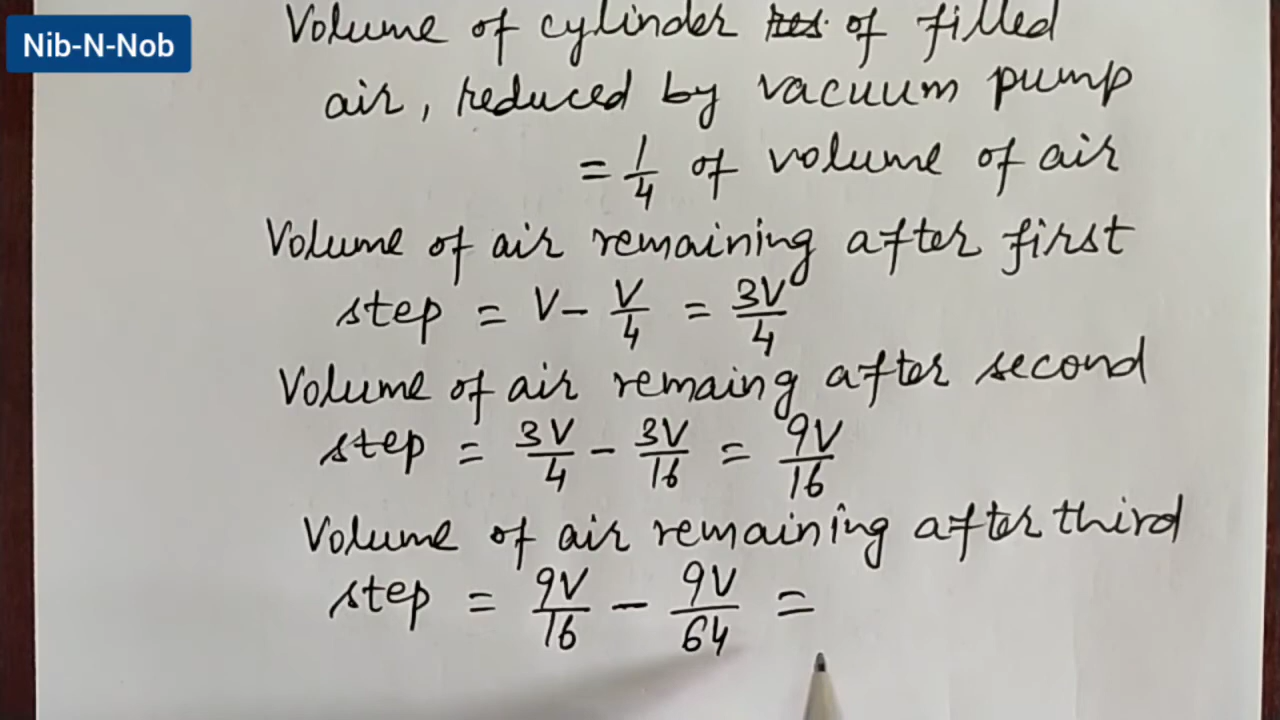 Nib-N-Nob
Volume of cylinder of filled
air, reduced by vacuum pump
= 1/4 of volume of air
Volume of air remaining after first
step = V - V/4 = 3V/4
Volume of air remaing after second
step = 3V/4 - 3V/16 = 9V/16
Volume of air remaining after third
step = 9V/16 - 9V/64 =